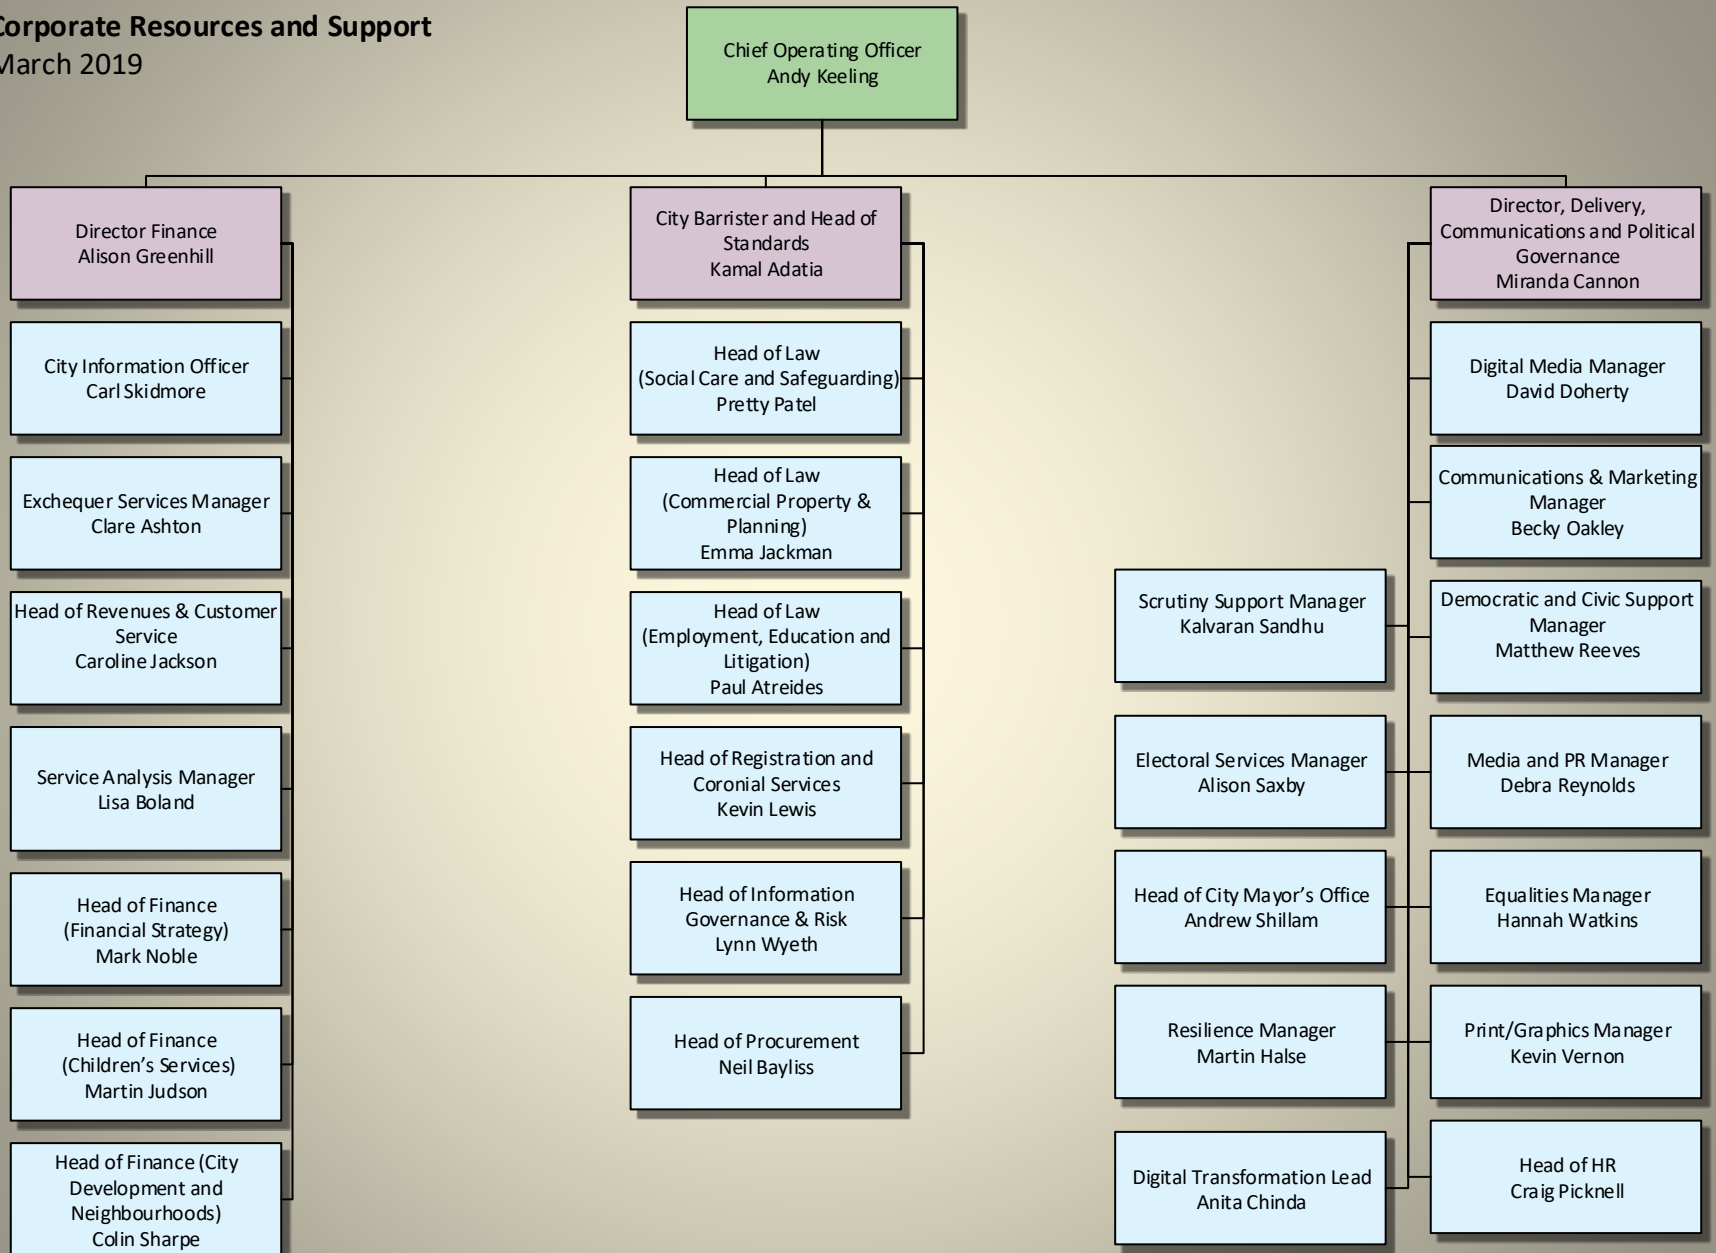 Corporate Resources and Support
March 2019
Chief Operating Officer
Andy Keeling
Director Finance
Alison Greenhill
City Information Officer
Carl Skidmore
Exchequer Services Manager
Clare Ashton
Head of Revenues & Customer
Service
Caroline Jackson
Service Analysis Manager
Lisa Boland
Head of Finance
(Financial Strategy)
Mark Noble
Head of Finance
(Children’s Services)
Martin Judson
Head of Finance (City
Development and
Neighbourhoods)
Colin Sharpe
City Barrister and Head of
Standards
Kamal Adatia
Head of Law
(Social Care and Safeguarding)
Pretty Patel
Head of Law
(Commercial Property &
Planning)
Emma Jackman
Head of Law
(Employment, Education and
Litigation)
Paul Atreides
Head of Registration and
Coronial Services
Kevin Lewis
Head of Information
Governance & Risk
Lynn Wyeth
Head of Procurement
Neil Bayliss
Director, Delivery,
Communications and Political
Governance
Miranda Cannon
Digital Media Manager
David Doherty
Communications & Marketing
Manager
Becky Oakley
Scrutiny Support Manager
Kalvaran Sandhu
Democratic and Civic Support
Manager
Matthew Reeves
Electoral Services Manager
Alison Saxby
Media and PR Manager
Debra Reynolds
Head of City Mayor’s Office
Andrew Shillam
Equalities Manager
Hannah Watkins
Resilience Manager
Martin Halse
Print/Graphics Manager
Kevin Vernon
Digital Transformation Lead
Anita Chinda
Head of HR
Craig Picknell